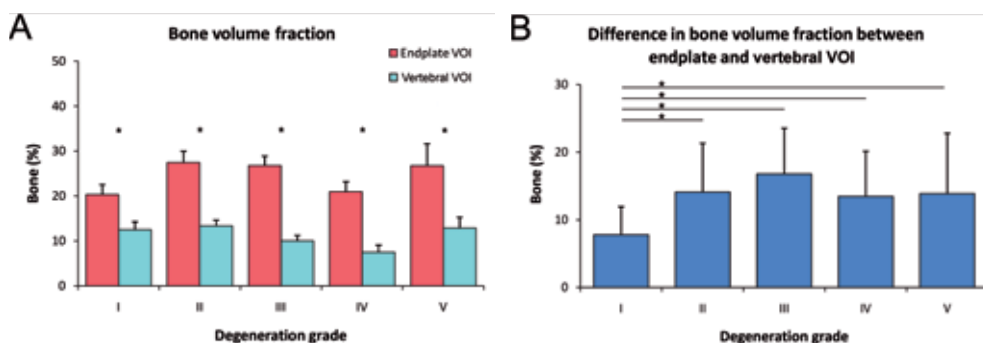 A
Bone volume fraction
Endplate VOI
Vertebral VOI
50
40
30
20
10
0
Bone (%)
* * * * *
I II III IV V
Degeneration grade
B
Difference in bone volume fraction between
endplate and vertebral VOI
30
20
10
0
Bone (%)
*
*
*
*
I II III IV V
Degeneration grade